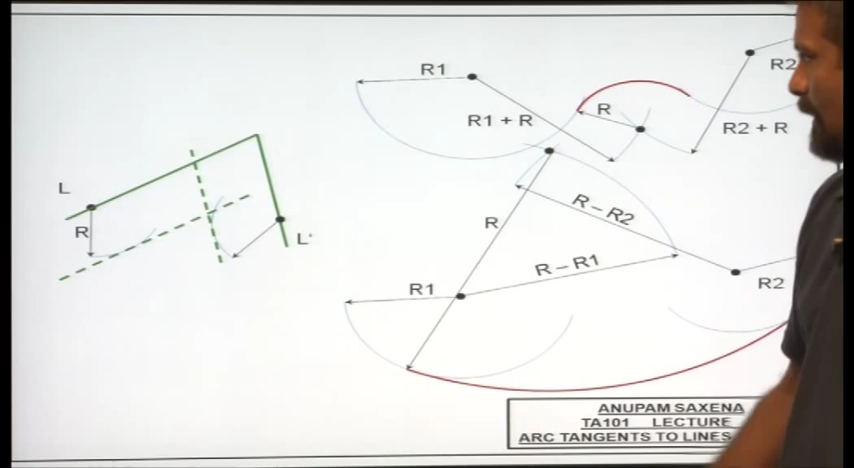 L
R
L'
R1
R1 + R
R
R2
R2 + R
R
R – R2
R – R1
R1
R2
ANUPAM SAXENA
TA101 LECTURE
ARC TANGENTS TO LINES